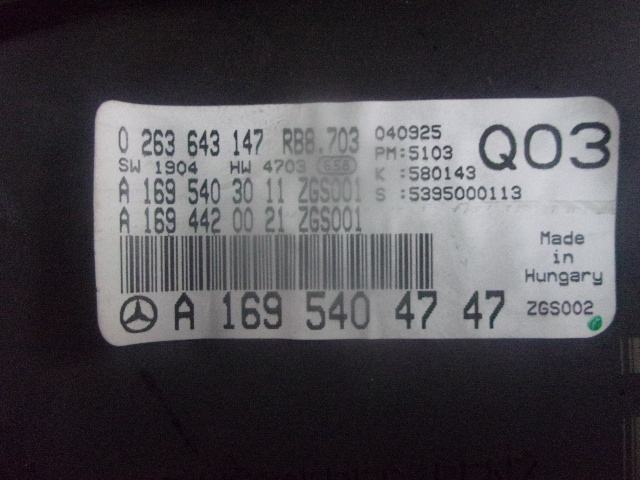 0 263 643 147 RB8.703 040925 Q03
PM:5103
SW 1904 HW 4703 658 K :580143
A 169 540 30 11 ZGS001 S :5395000113
A 169 442 00 21 ZGS001
Made
in
Hungary
A 169 540 47 47 ZGS002